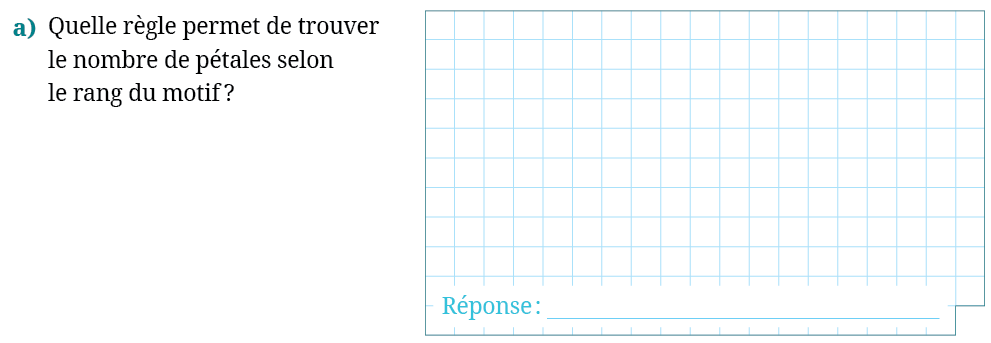 a) Quelle règle permet de trouver
le nombre de pétales selon
le rang du motif ?
Réponse :